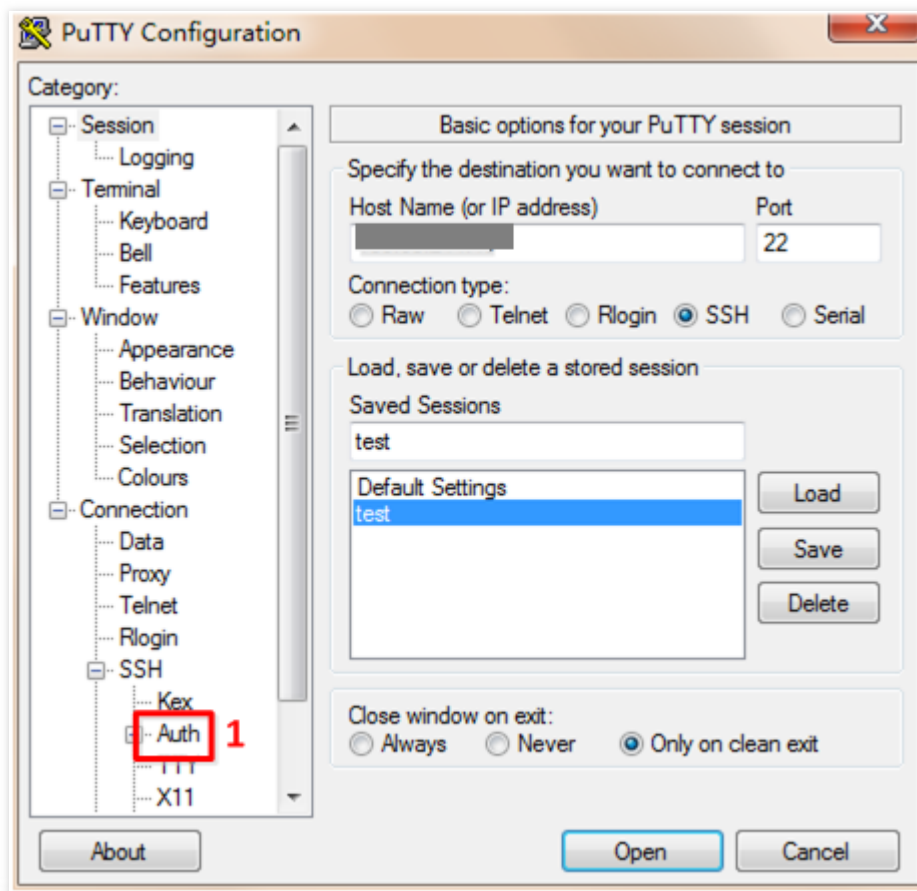 PuTTY Configuration
Category:
Session
Logging
Terminal
Keyboard
Bell
Features
Window
Appearance
Behaviour
Translation
Selection
Colours
Connection
Data
Proxy
Telnet
Rlogin
SSH
Kex
Auth 1
TTY
X11
Basic options for your PuTTY session
Specify the destination you want to connect to
Host Name (or IP address) Port
22
Connection type:
Raw Telnet Rlogin SSH Serial
Load, save or delete a stored session
Saved Sessions
test
Default Settings
test
Load
Save
Delete
Close window on exit:
Always Never Only on clean exit
About Open Cancel